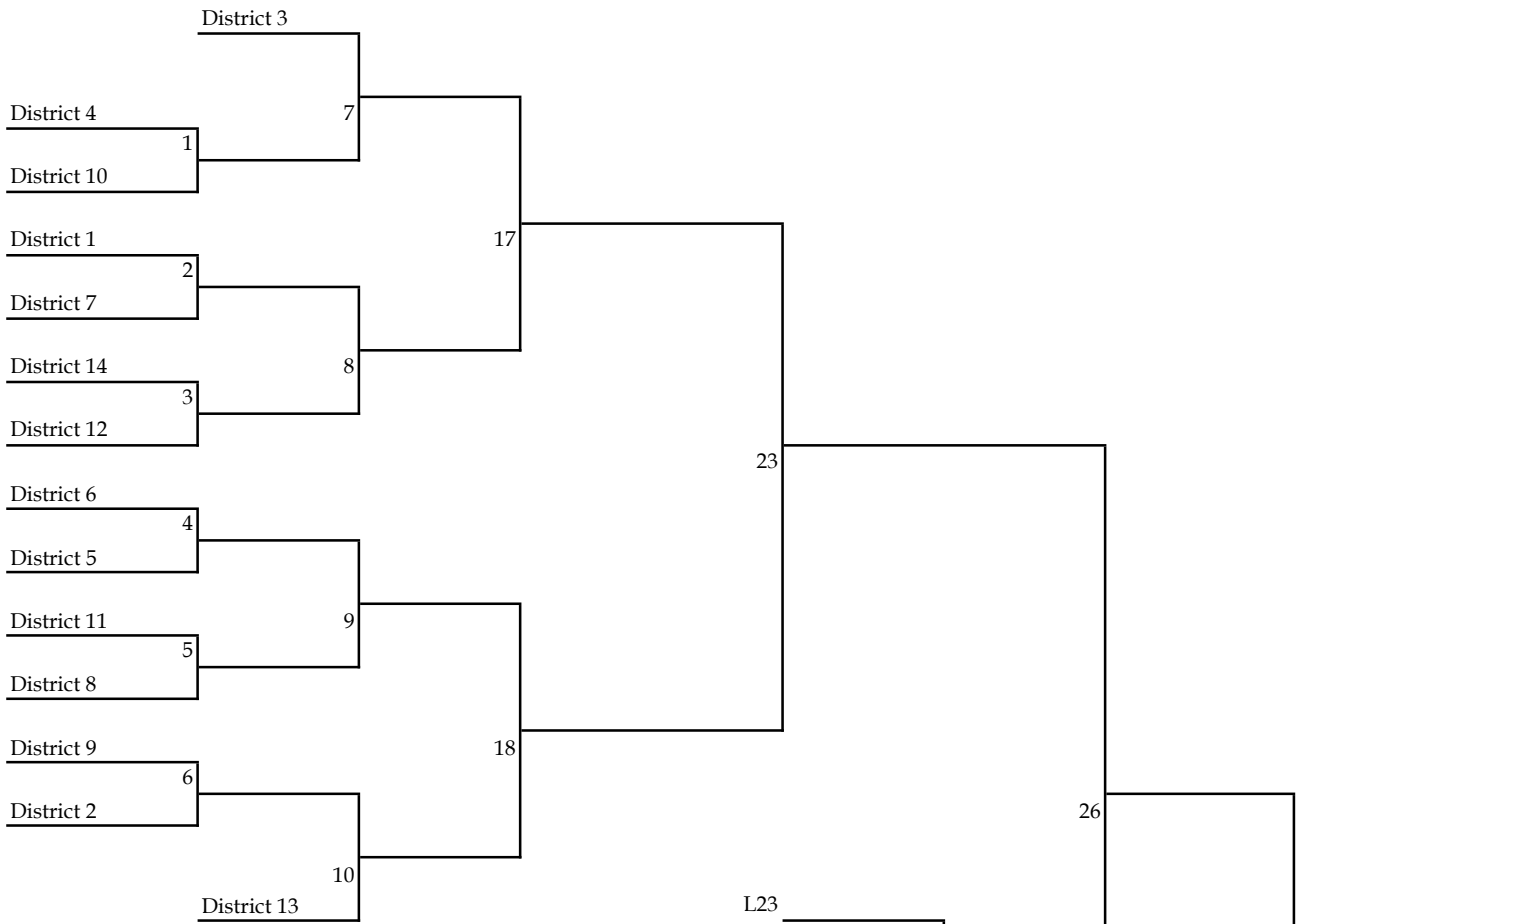 District 3
District 4
7
1
District 10
District 1
17
2
District 7
District 14
8
3
District 12
23
District 6
4
District 5
District 11
9
5
District 8
District 9
18
6
District 2
26
10
District 13
L23